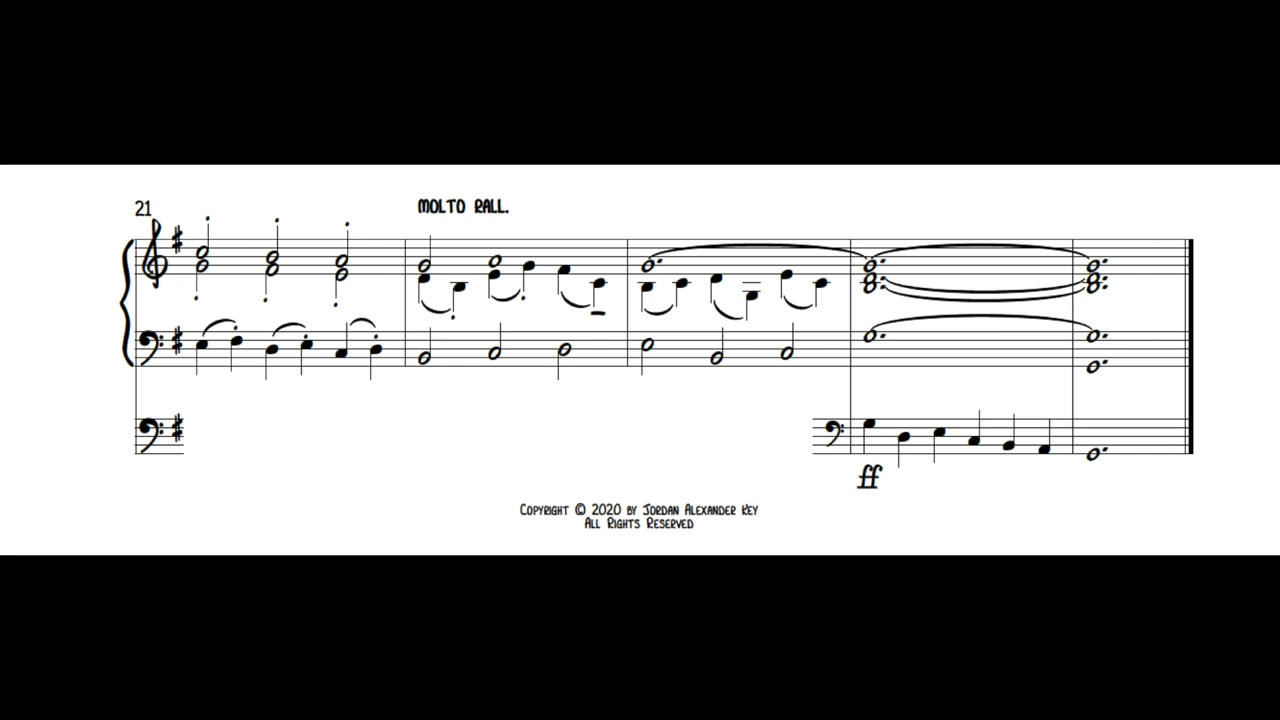 21
MOLTO RALL.
ff
COPYRIGHT © 2020 BY JORDAN ALEXANDER KEY
ALL RIGHTS RESERVED